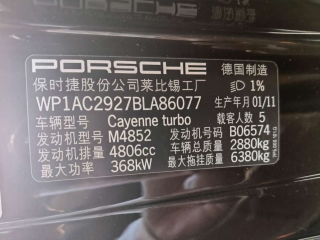 PORSCHE 德国制造
保时捷股份公司莱比锡工厂 1%
WP1AC2927BLA86077 生产年月 01/11
车辆型号 Cayenne turbo 载客人数 5
发动机型号 M4852 发动机号码 B06574
发动机排量 4806cc 车辆总质量 2880kg
最大功率 368kW 最大拖挂质量 6380kg